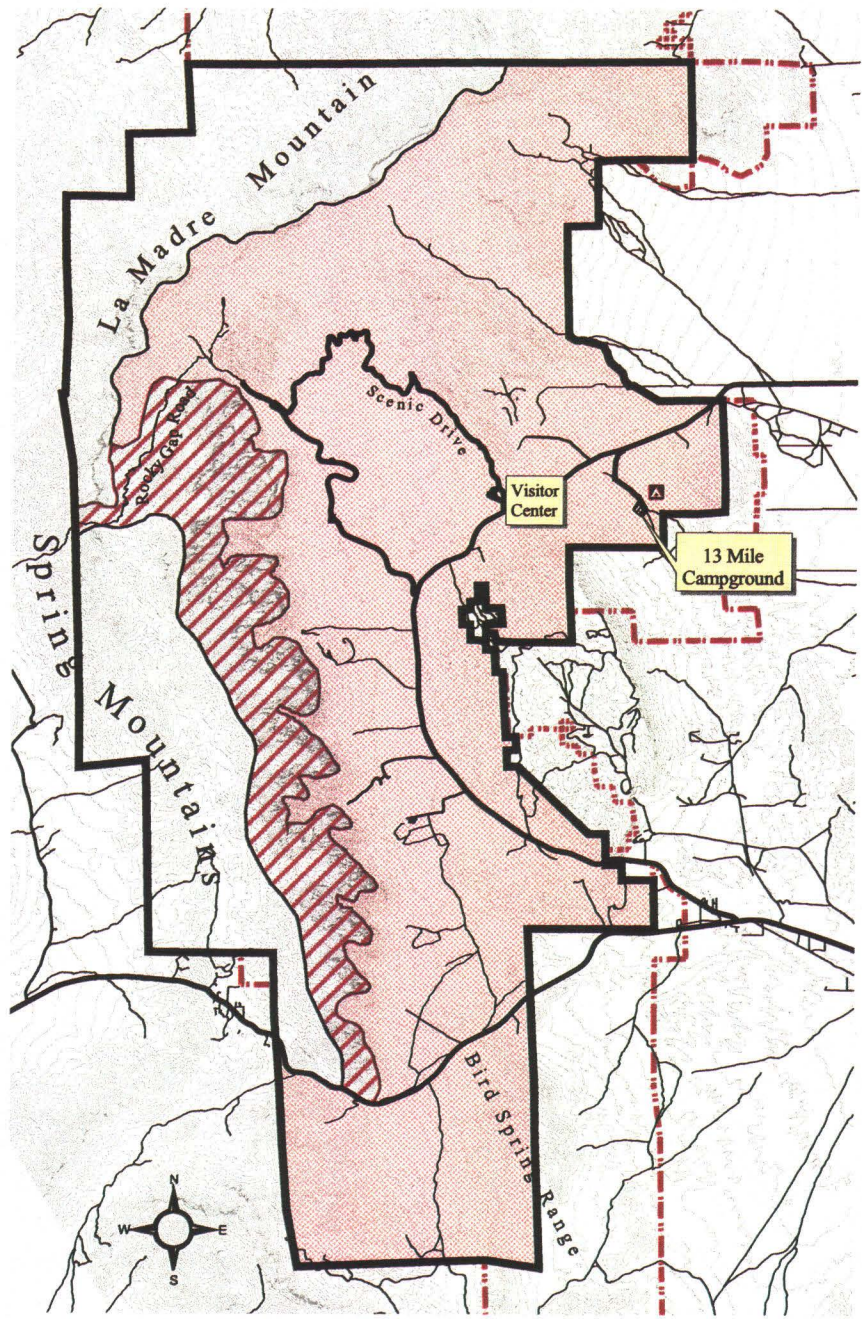 La Madre Mountain
Rocky Gap Road
Scenic Drive
Visitor
Center
13 Mile
Campground
Spring Mountains
Bird Spring Range
N
W
E
S